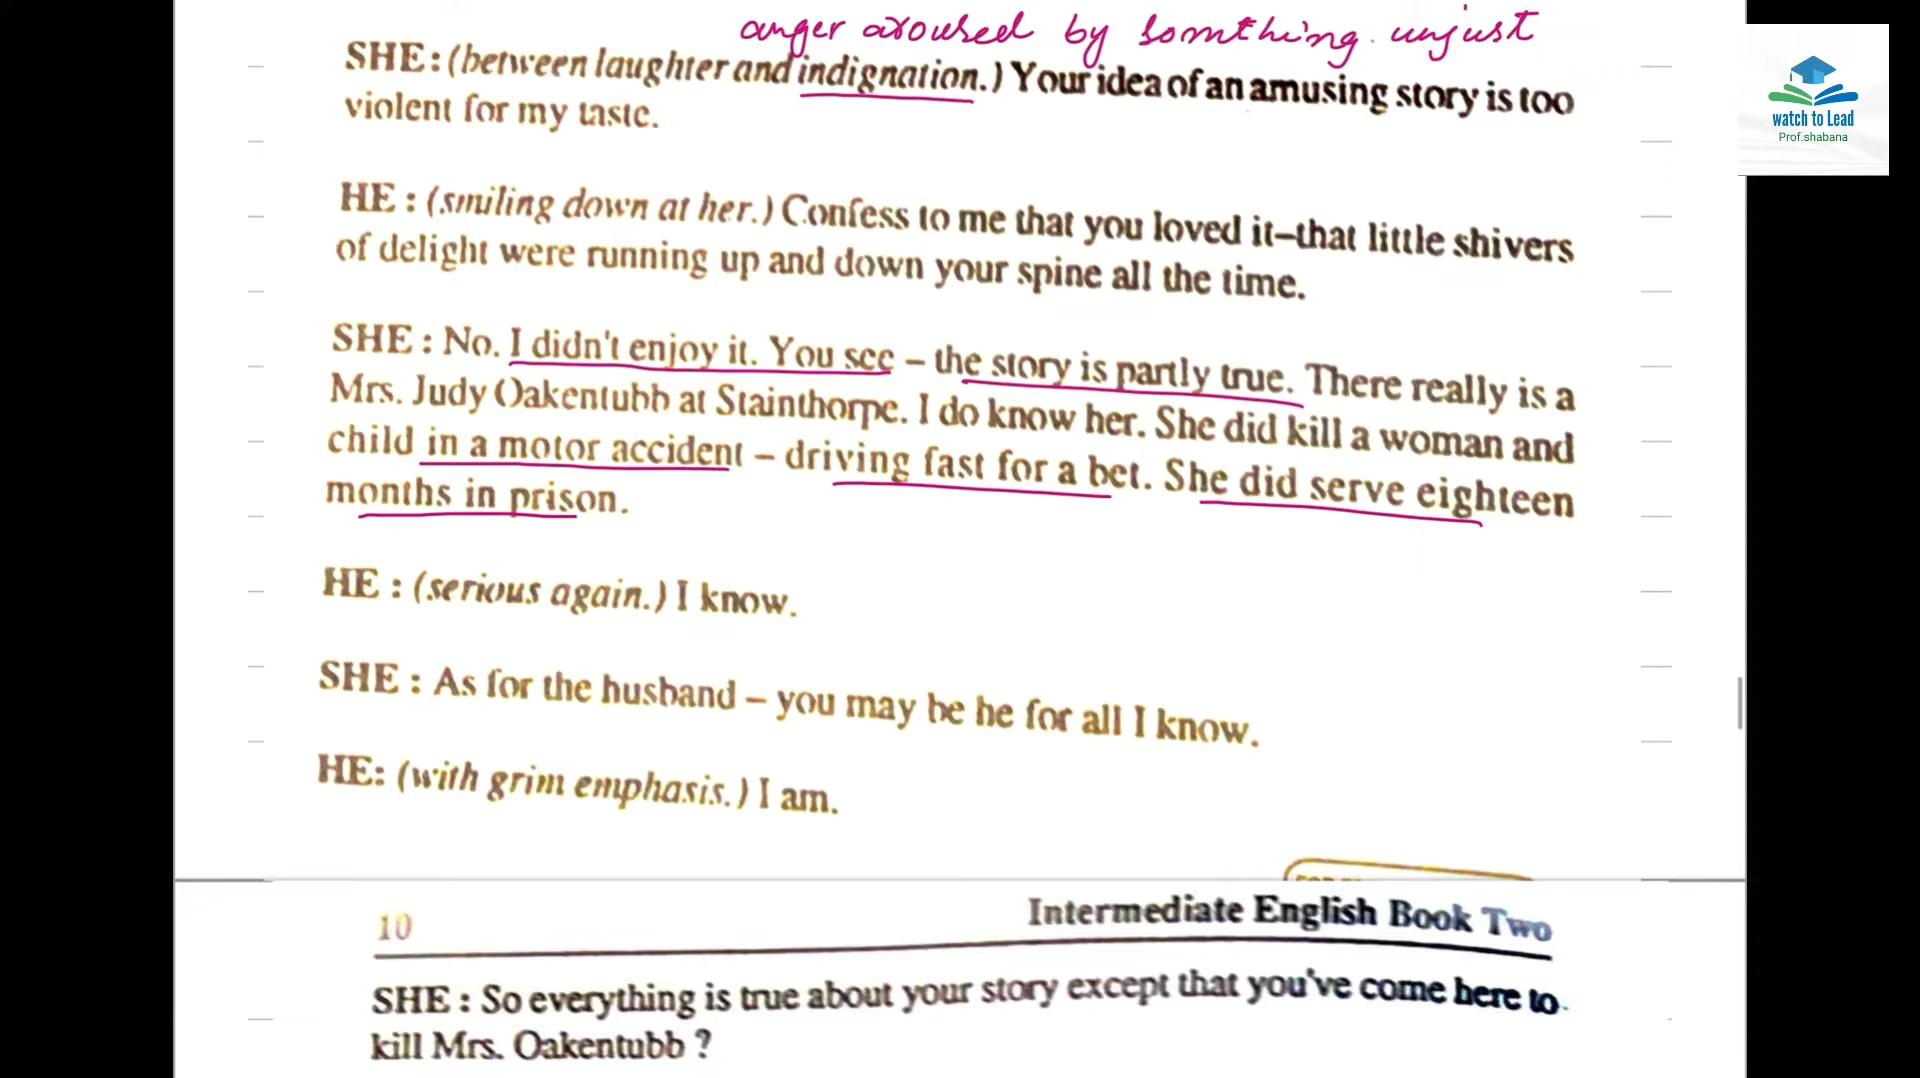 anger aroused by something unjust
SHE : (between laughter and indignation.) Your idea of an amusing story is too
violent for my taste.
watch to Lead
Prof.shabana
HE : (smiling down at her.) Confess to me that you loved it–that little shivers
of delight were running up and down your spine all the time.
SHE : No. I didn't enjoy it. You see – the story is partly true. There really is a
Mrs. Judy Oakentubb at Stainthorpe. I do know her. She did kill a woman and
child in a motor accident – driving fast for a bet. She did serve eighteen
months in prison.
HE : (serious again.) I know.
SHE : As for the husband – you may be he for all I know.
HE: (with grim emphasis.) I am.
10
Intermediate English Book Two
SHE : So everything is true about your story except that you've come here to
kill Mrs. Oakentubb ?